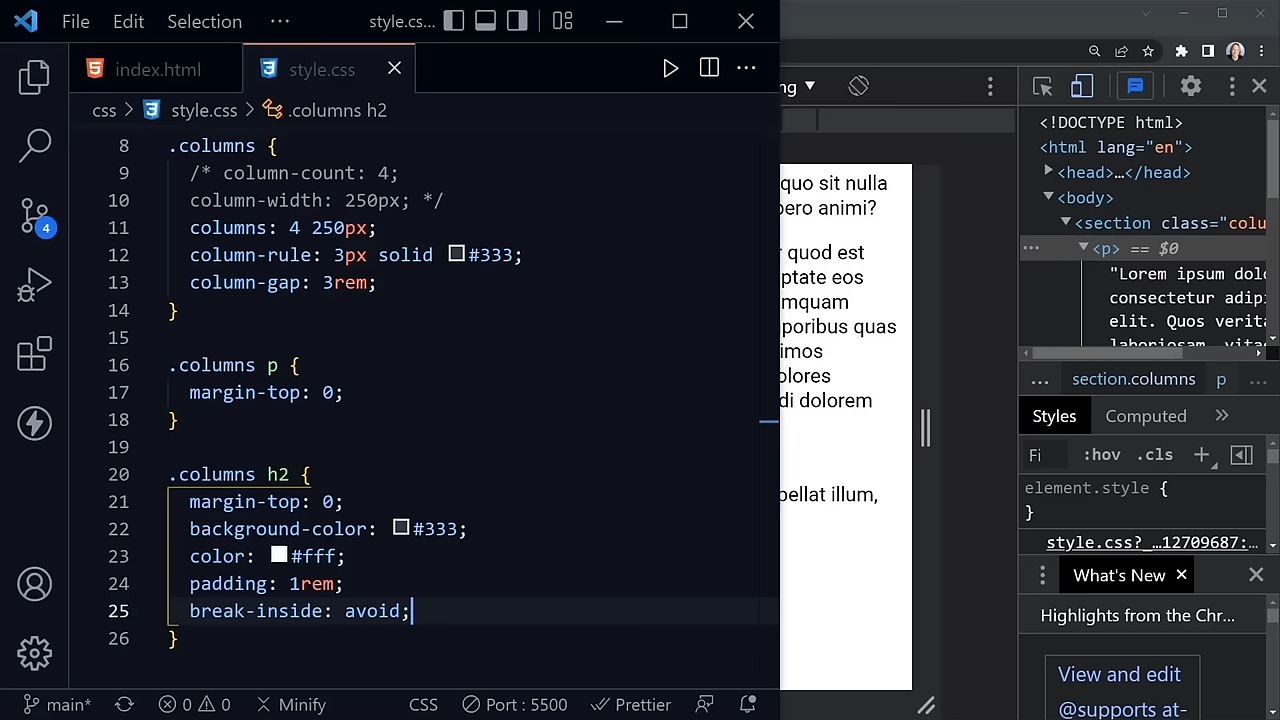 File Edit Selection ··· style.cs...
index.html style.css
css > style.css > .columns h2
8 .columns {
9 /* column-count: 4;
10 column-width: 250px; */
11 columns: 4 250px;
12 column-rule: 3px solid #333;
13 column-gap: 3rem;
14 }
15
16 .columns p {
17 margin-top: 0;
18 }
19
20 .columns h2 {
21 margin-top: 0;
22 background-color: #333;
23 color: #fff;
24 padding: 1rem;
25 break-inside: avoid;
26 }
4
main* 0 0 Minify CSS Port : 5500 Prettier
ng
quo sit nulla
pero animi?
quod est
ptate eos
mquam
poribus quas
imos
olores
di dolorem
pellat illum,
<!DOCTYPE html>
<html lang="en">
<head>…</head>
<body>
<section class="colu
··· <p> == $0
"Lorem ipsum dolo
consectetur adipi
elit. Quos verita
laboriosam, vitae
... section.columns p ...
Styles Computed
Fi :hov .cls
element.style {
}
style.css?_…12709687:…
What's New
Highlights from the Chr...
View and edit
@supports at-